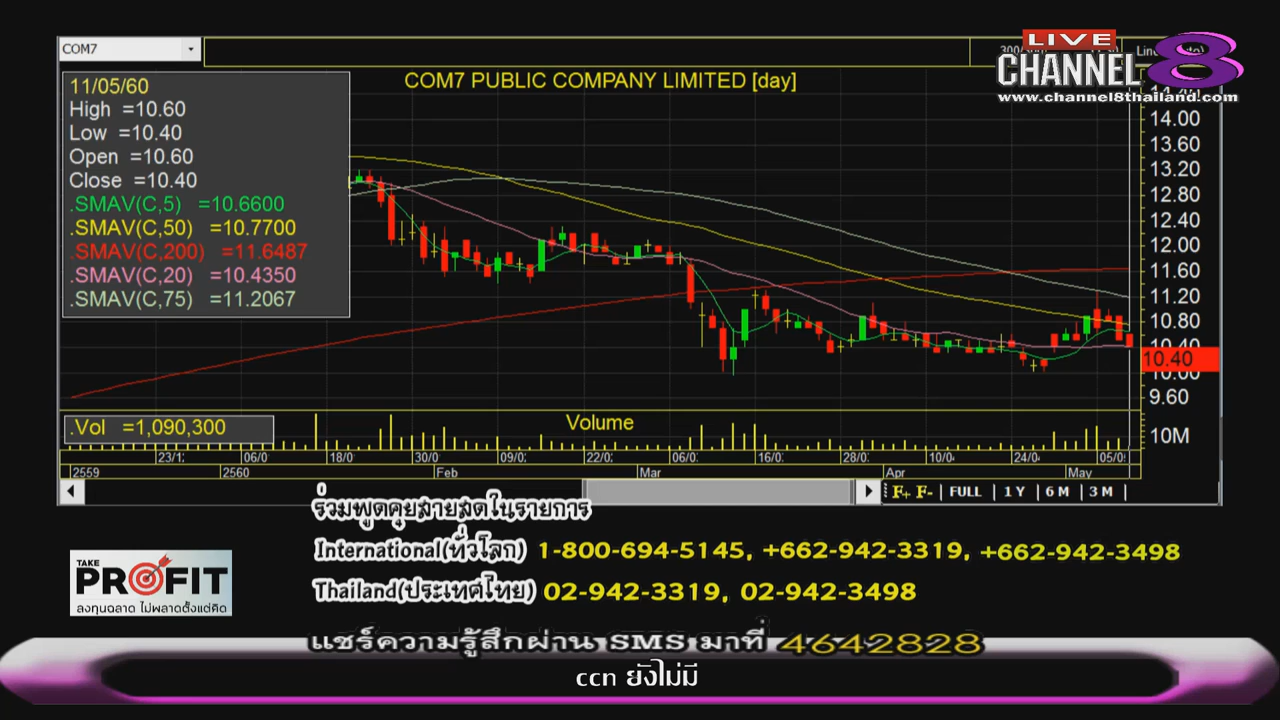 COM7
LIVE
CHANNEL 8
www.channel8thailand.com
COM7 PUBLIC COMPANY LIMITED [day]
11/05/60
High =10.60
Low =10.40
Open =10.60
Close =10.40
.SMAV(C,5) =10.6600
.SMAV(C,50) =10.7700
.SMAV(C,200) =11.6487
.SMAV(C,20) =10.4350
.SMAV(C,75) =11.2067
14.00
13.60
13.20
12.80
12.40
12.00
11.60
11.20
10.80
10.40
10.40
10.00
9.60
.Vol =1,090,300
Volume
10M
23/1: 06/0 18/0 30/0 09/0: 22/0: 06/0: 16/0: 28/0: 10/0 24/0 05/0
2559 2560 Feb Mar Apr May
F+ F- FULL 1 Y 6 M 3 M
0
ร่วมพูดคุยสายสดในรายการ
International(ทั่วโลก) 1-800-694-5145, +662-942-3319, +662-942-3498
Thailand(ประเทศไทย) 02-942-3319, 02-942-3498
TAKE
PROFIT
ลงทุนฉลาด ไม่พลาดตั้งแต่คิด
แชร์ความรู้สึกผ่าน SMS มาที่ 4642828
ccn ยังไม่มี